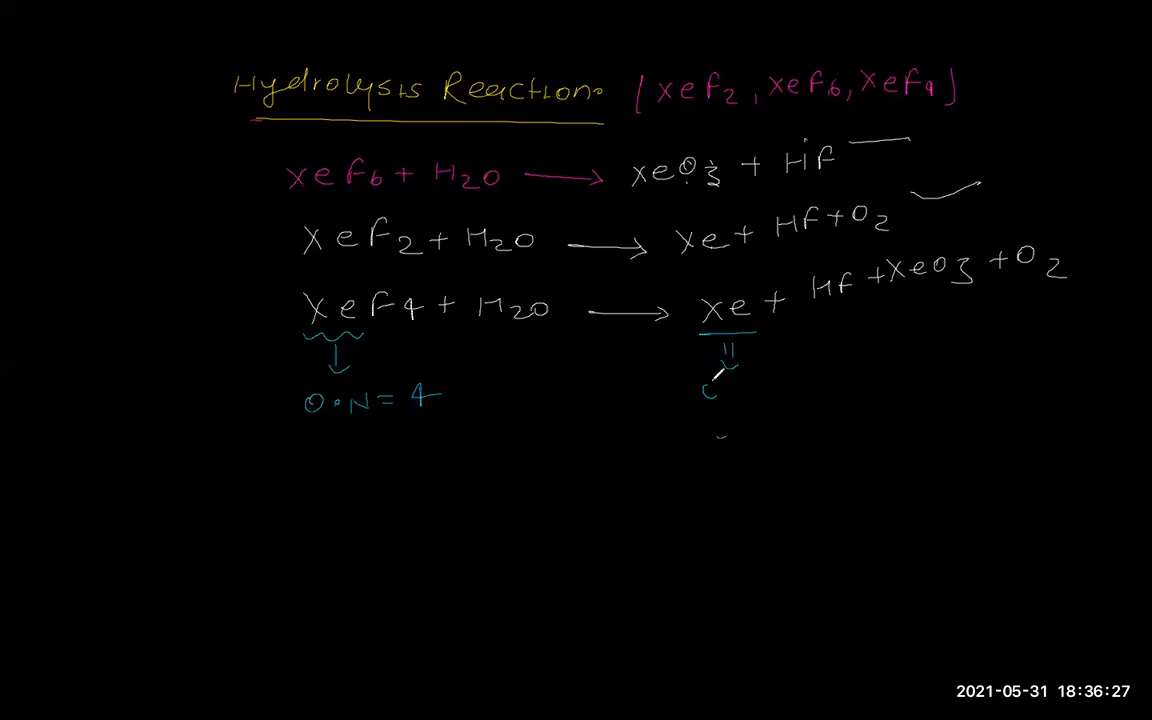 Hydrolysis Reaction. (XeF2, XeF6, XeF4)
XeF6 + H2O → XeO3 + HF
XeF2 + H2O → Xe + HF + O2
XeF4 + H2O → Xe + HF + XeO3 + O2
O.N = 4
2021-05-31 18:36:27